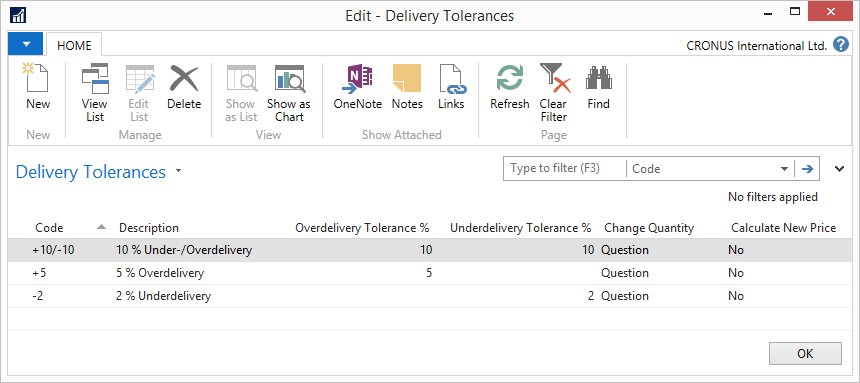 Edit - Delivery Tolerances
HOME
CRONUS International Ltd.
New
View List
Edit List
Delete
Show as List
Show as Chart
OneNote
Notes
Links
Refresh
Clear Filter
Find
New
Manage
View
Show Attached
Page
Delivery Tolerances
Type to filter (F3)
Code
No filters applied
Code Description Overdelivery Tolerance % Underdelivery Tolerance % Change Quantity Calculate New Price
+10/-10 10 % Under-/Overdelivery 10 10 Question No
+5 5 % Overdelivery 5 Question No
-2 2 % Underdelivery 2 Question No
OK